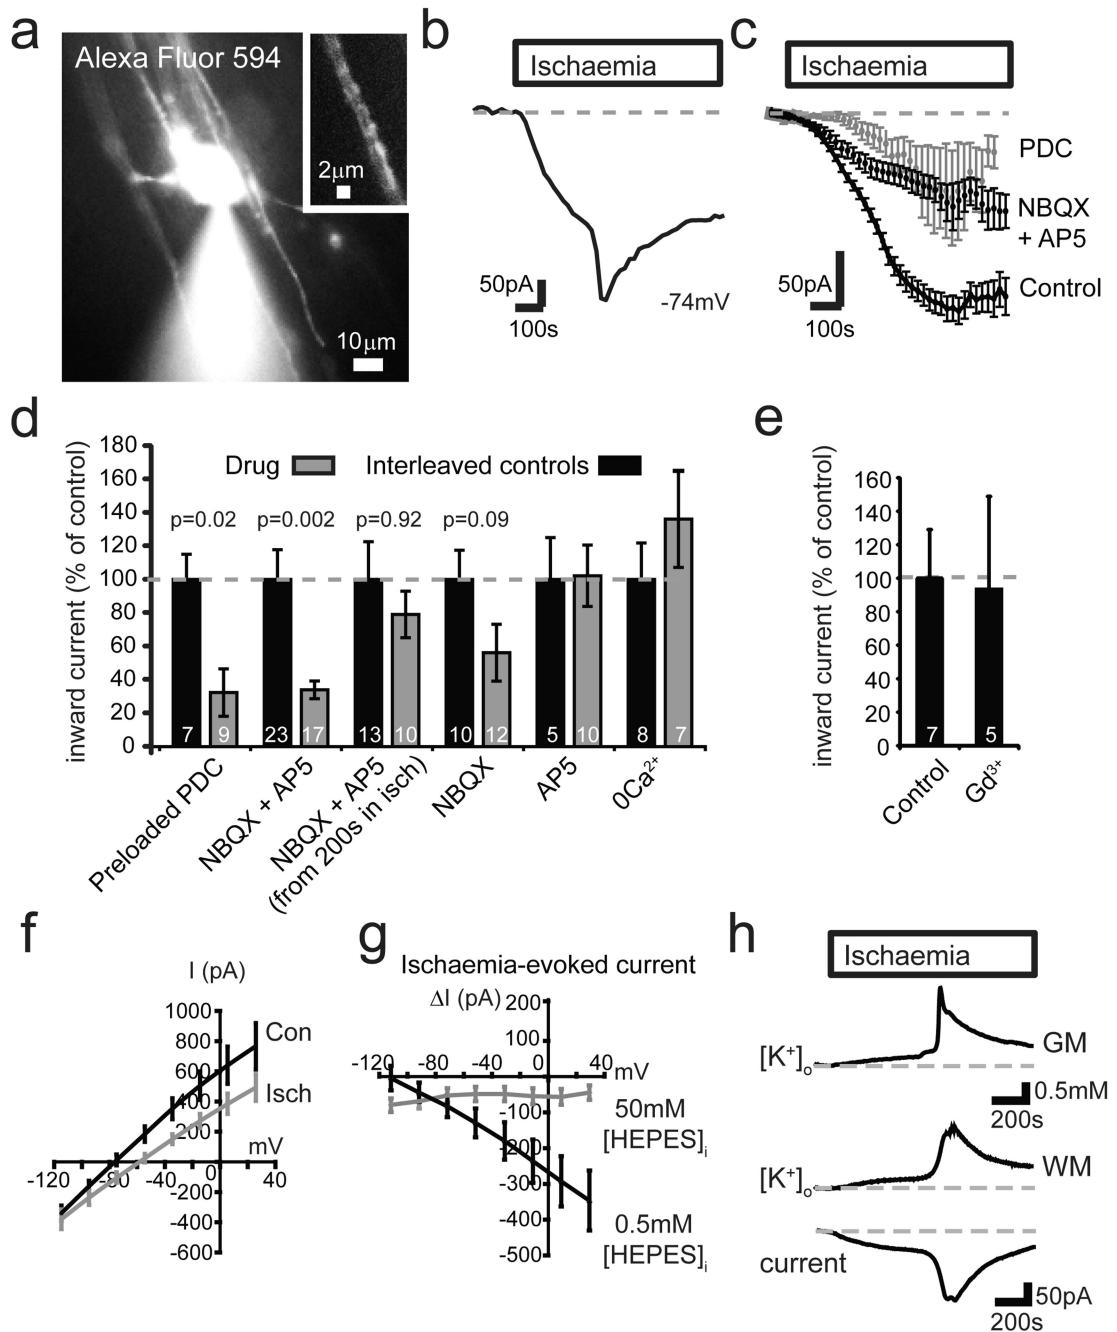 a
Alexa Fluor 594
2μm
10μm
b
Ischaemia
50pA
100s
-74mV
c
Ischaemia
PDC
NBQX
+ AP5
Control
50pA
100s
d
inward current (% of control)
180
160
140
120
100
80
60
40
20
0
Drug
Interleaved controls
p=0.02
p=0.002
p=0.92
p=0.09
7 9 23 17 13 10 10 12 5 10 8 7
Preloaded PDC
NBQX + AP5
NBQX + AP5
(from 200s in isch)
NBQX
AP5
0Ca²⁺
e
inward current (% of control)
160
140
120
100
80
60
40
20
0
7 5
Control
Gd³⁺
f
I (pA)
1000
800
600
400
200
0
-200
-400
-600
Con
Isch
mV
-120 -80 -40 0 40
g
Ischaemia-evoked current
ΔI (pA)
200
100
-120 -80 -40 0 40
mV
-100
-200
-300
-400
-500
50mM
[HEPES]i
0.5mM
[HEPES]i
h
Ischaemia
[K⁺]o
GM
0.5mM
200s
[K⁺]o
WM
current
50pA
200s